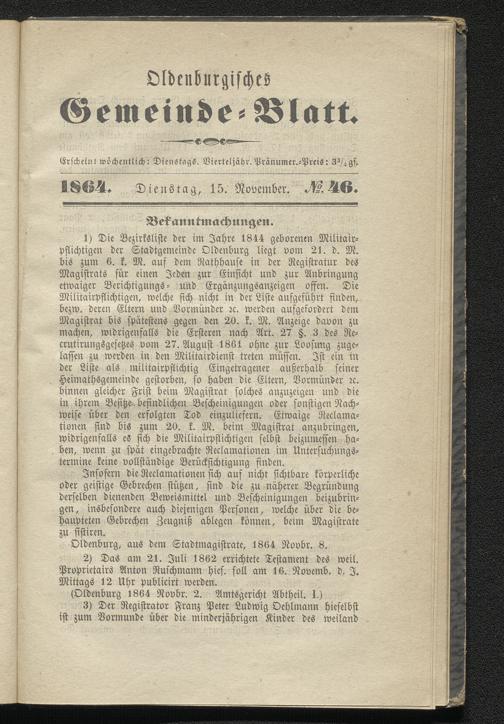 Oldenburgisches
Gemeinde-Blatt.
Erscheint wöchentlich: Dienstags. Vierteljähr. Pränumer.-Preis: 3¾ gs.
1864. Dienstag, 15. November. № 46.
Bekanntmachungen.
1) Die Bezirksliste der im Jahre 1844 geborenen Militair-
pflichtigen der Stadtgemeinde Oldenburg liegt vom 21. d. M.
bis zum 6. k. M. auf dem Rathhause in der Registratur des
Magistrats für einen Jeden zur Einsicht und zur Anbringung
etwaiger Berichtigungs- und Ergänzungsanzeigen offen. Die
Militairpflichtigen, welche sich nicht in der Liste aufgeführt finden,
bezw. deren Eltern und Vormünder ꝛc. werden aufgefordert dem
Magistrat bis spätestens gegen den 20. k. M. Anzeige davon zu
machen, widrigenfalls die Ersteren nach Art. 27 §. 3 des Re-
crutirungsgesetzes vom 27. August 1861 ohne zur Loosung zuge-
lassen zu werden in den Militairdienst treten müssen. Ist ein in
der Liste als militairpflichtig Eingetragener außerhalb seiner
Heimathsgemeinde gestorben, so haben die Eltern, Vormünder ꝛc.
binnen gleicher Frist beim Magistrat solches anzuzeigen und die
in ihrem Besitze befindlichen Bescheinigungen oder sonstigen Nach-
weise über den erfolgten Tod einzuliefern. Etwaige Reclama-
tionen sind bis zum 20. k. M. beim Magistrat anzubringen,
widrigenfalls es sich die Militairpflichtigen selbst beizumessen ha-
ben, wenn zu spät eingebrachte Reclamationen im Untersuchungs-
termine keine vollständige Berücksichtigung finden.
Insofern die Reclamationen sich auf nicht sichtbare körperliche
oder geistige Gebrechen stützen, sind die zu näherer Begründung
derselben dienenden Beweismittel und Bescheinigungen beizubrin-
gen, insbesondere auch diejenigen Personen, welche über die be-
haupteten Gebrechen Zeugniß ablegen können, beim Magistrate
zu sistiren.
Oldenburg, aus dem Stadtmagistrate, 1864 Novbr. 8.
2) Das am 21. Juli 1862 errichtete Testament des weil.
Proprietairs Anton Ruschmann hies. soll am 16. Novemb. d. J.
Mittags 12 Uhr publicirt werden.
(Oldenburg 1864 Novbr. 2. Amtsgericht Abtheil. I.)
3) Der Registrator Franz Peter Ludwig Oehlmann hieselbst
ist zum Vormunde über die minderjährigen Kinder des weiland